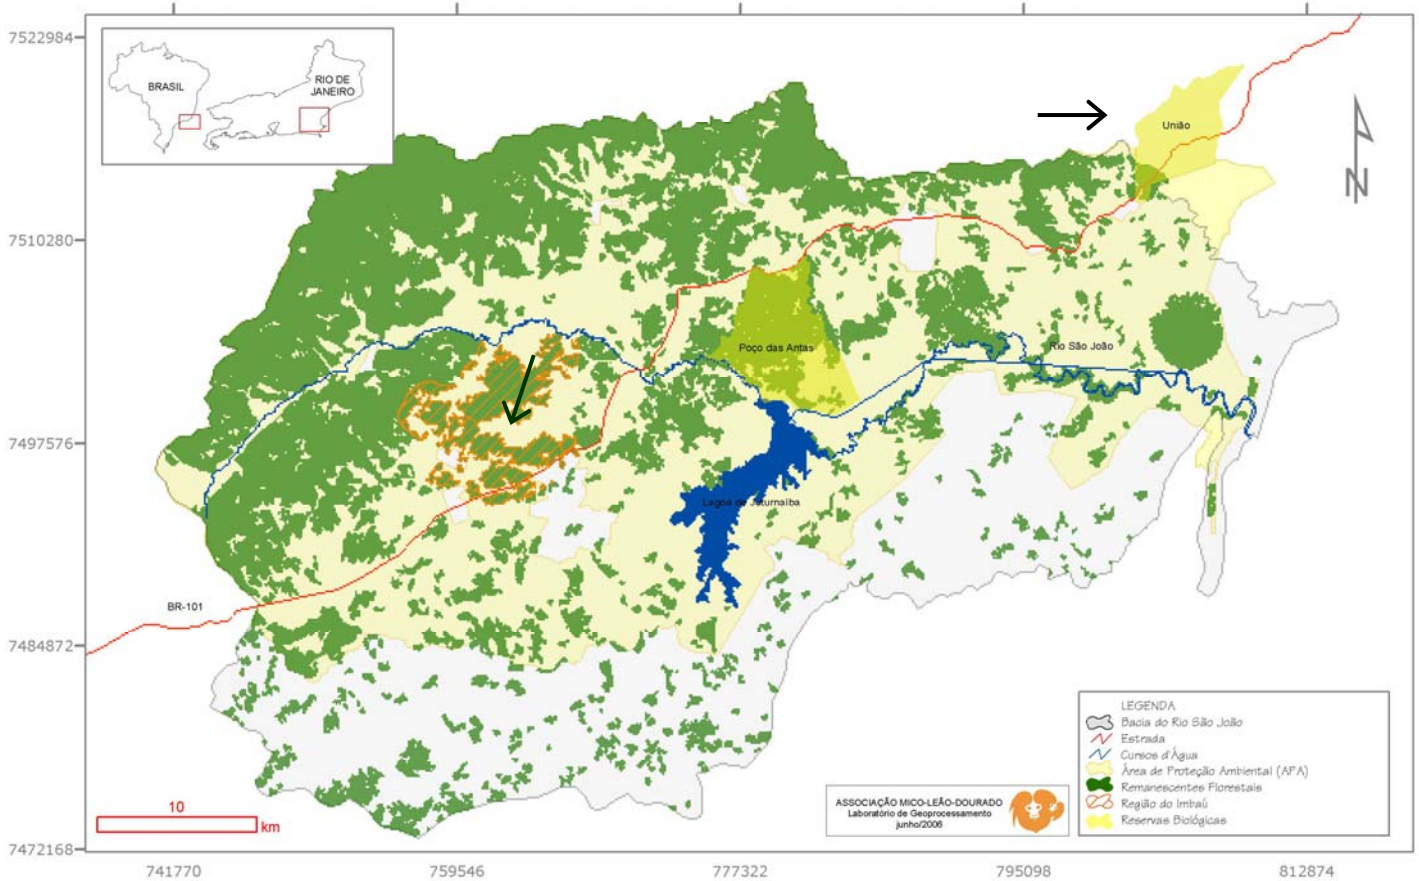 7522984
7510280
7497576
7484872
7472168
BRASIL
RIO DE
JANEIRO
União
N
Poço das Antas
Rio São João
Lagoa de Juturnaíba
BR-101
10
km
ASSOCIAÇÃO MICO-LEÃO-DOURADO
Laboratório de Geoprocessamento
junho/2006
LEGENDA
Bacia do Rio São João
Estrada
Cursos d'Água
Área de Proteção Ambiental (APA)
Remanescentes Florestais
Região do Imbaú
Reservas Biológicas
741770
759546
777322
795098
812874